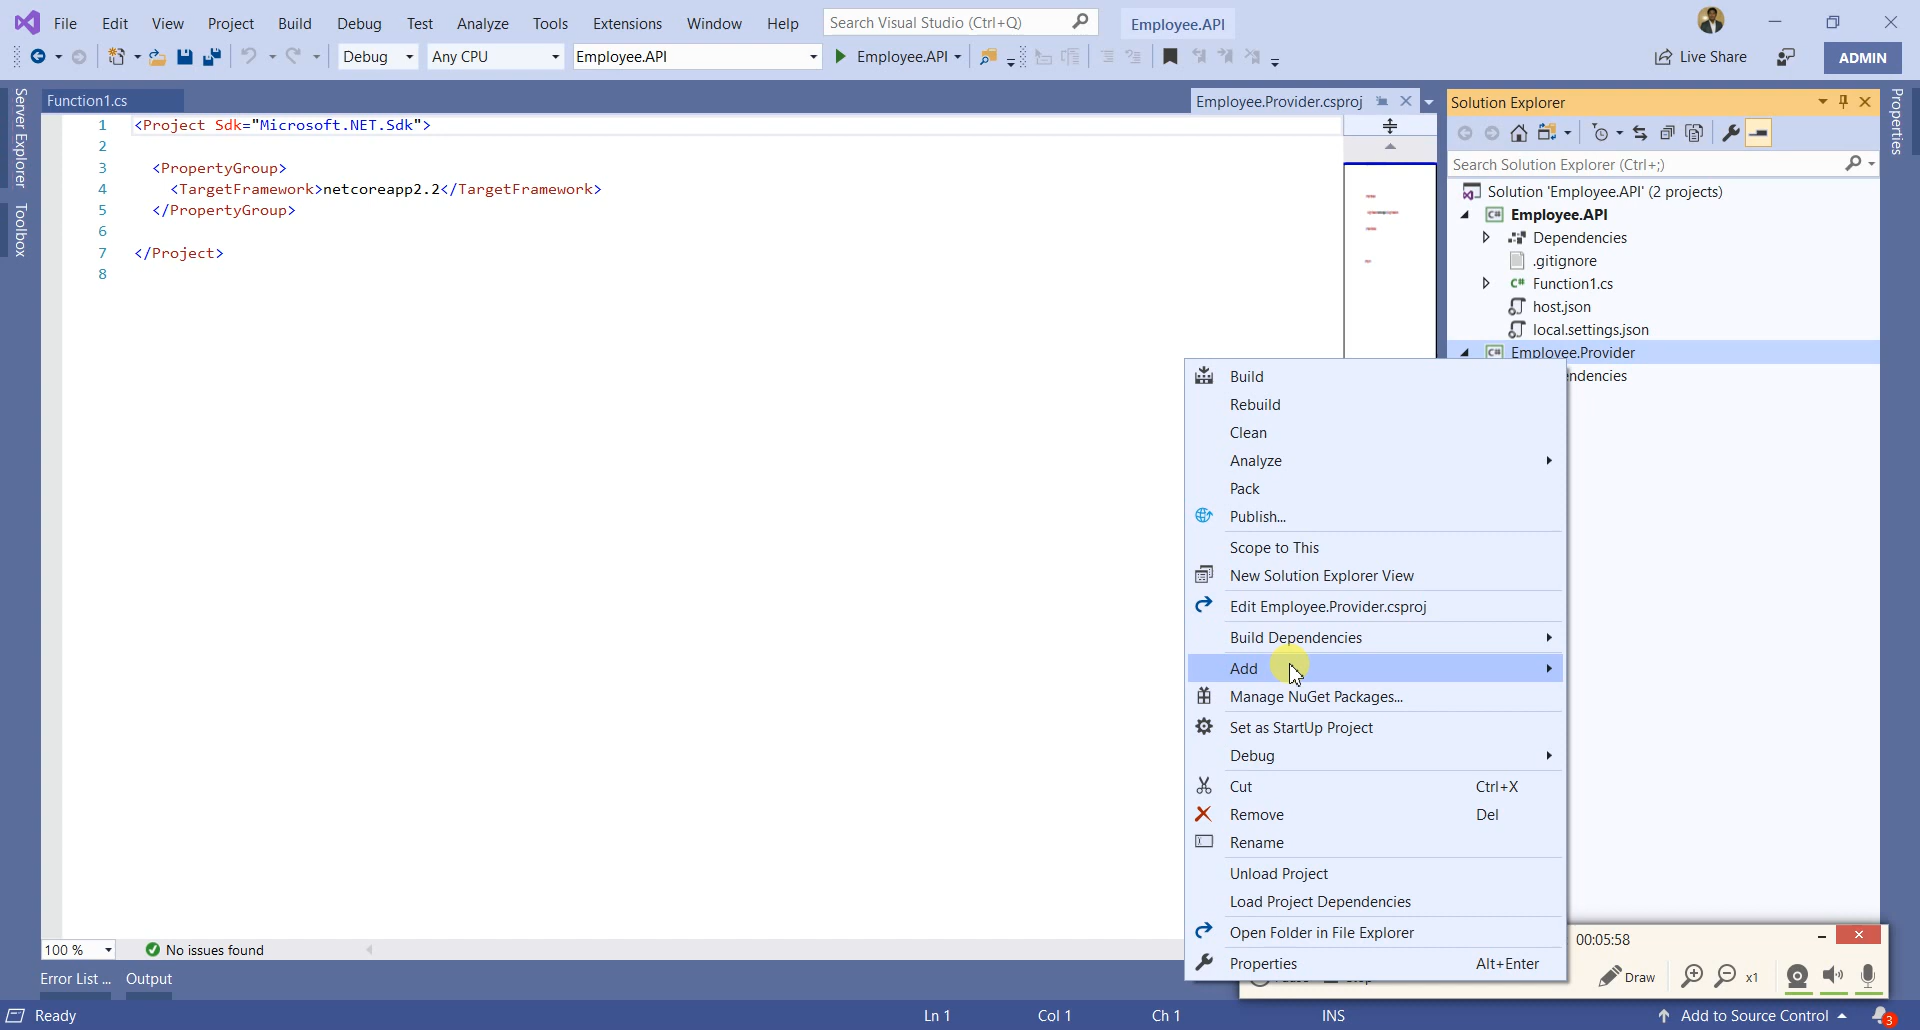 File Edit View Project Build Debug Test Analyze Tools Extensions Window Help Search Visual Studio (Ctrl+Q) Employee.API
Debug Any CPU Employee.API Employee.API Live Share ADMIN
Server Explorer
Toolbox
Function1.cs Employee.Provider.csproj
1 <Project Sdk="Microsoft.NET.Sdk">
2
3 <PropertyGroup>
4 <TargetFramework>netcoreapp2.2</TargetFramework>
5 </PropertyGroup>
6
7 </Project>
8
Solution Explorer
Search Solution Explorer (Ctrl+;)
Solution 'Employee.API' (2 projects)
Employee.API
Dependencies
.gitignore
Function1.cs
host.json
local.settings.json
Employee.Provider
ndencies
Properties
Build
Rebuild
Clean
Analyze
Pack
Publish...
Scope to This
New Solution Explorer View
Edit Employee.Provider.csproj
Build Dependencies
Add
Manage NuGet Packages...
Set as StartUp Project
Debug
Cut Ctrl+X
Remove Del
Rename
Unload Project
Load Project Dependencies
Open Folder in File Explorer
Properties Alt+Enter
00:05:58
Draw x1
100 % No issues found
Error List ... Output
Ready Ln 1 Col 1 Ch 1 INS Add to Source Control 3